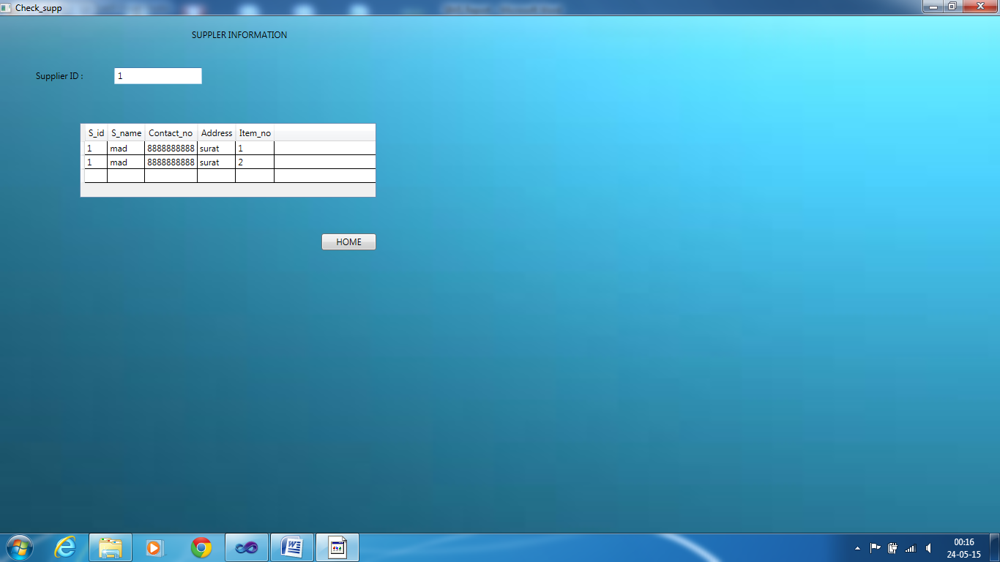 Check_supp
SUPPLER INFORMATION
Supplier ID : 1
S_id S_name Contact_no Address Item_no
1 mad 8888888888 surat 1
1 mad 8888888888 surat 2
HOME
00:16
24-05-15